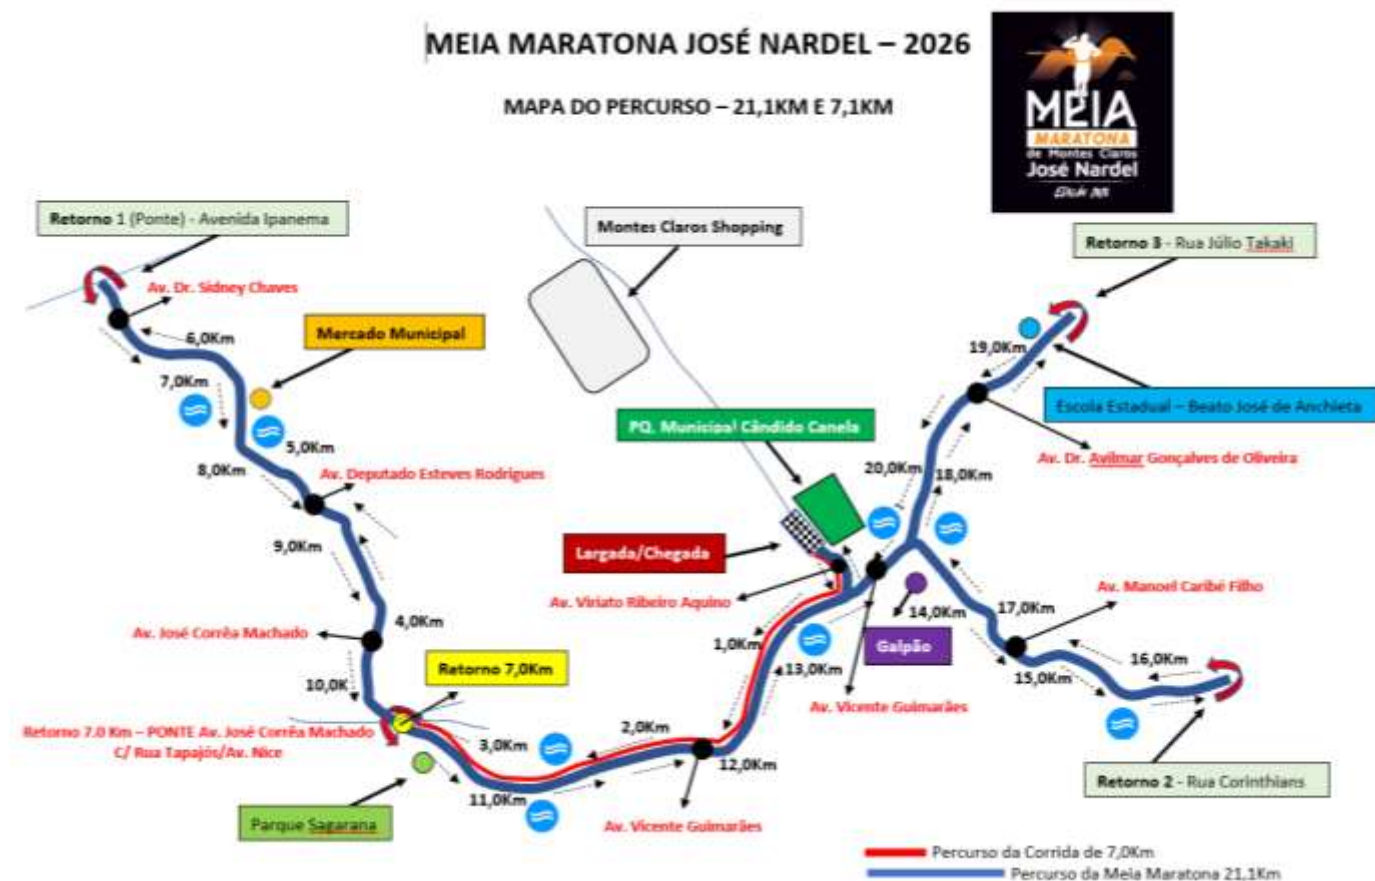 MEIA MARATONA JOSÉ NARDEL – 2026
MAPA DO PERCURSO – 21,1KM E 7,1KM
MEIA
MARATONA
de Montes Claros
José Nardel
Retorno 1 (Ponte) - Avenida Ipanema
Montes Claros Shopping
Retorno 3 - Rua Júlio Takaki
Av. Dr. Sidney Chaves
Mercado Municipal
6,0Km
7,0Km
19,0Km
Escola Estadual – Beato José de Anchieta
PQ. Municipal Cândido Canela
5,0Km
8,0Km
Av. Deputado Esteves Rodrigues
20,0Km
18,0Km
Av. Dr. Avilmar Gonçalves de Oliveira
9,0Km
Largada/Chegada
Av. Viriato Ribeiro Aquino
14,0Km
17,0Km
Av. Manoel Caribé Filho
4,0Km
Av. José Corrêa Machado
1,0Km
Galpão
16,0Km
15,0Km
13,0Km
Retorno 7,0Km
10,0K
Av. Vicente Guimarães
Retorno 7.0 Km – PONTE Av. José Corrêa Machado
C/ Rua Tapajós/Av. Nice
2,0Km
3,0Km
12,0Km
Retorno 2 - Rua Corinthians
11,0Km
Parque Sagarana
Av. Vicente Guimarães
Percurso da Corrida de 7,0Km
Percurso da Meia Maratona 21,1Km